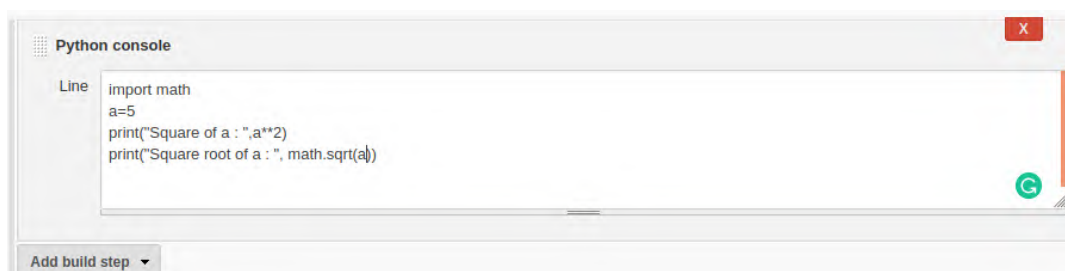 Python console
X
Line
import math
a=5
print("Square of a : ",a**2)
print("Square root of a : ", math.sqrt(a))
Add build step